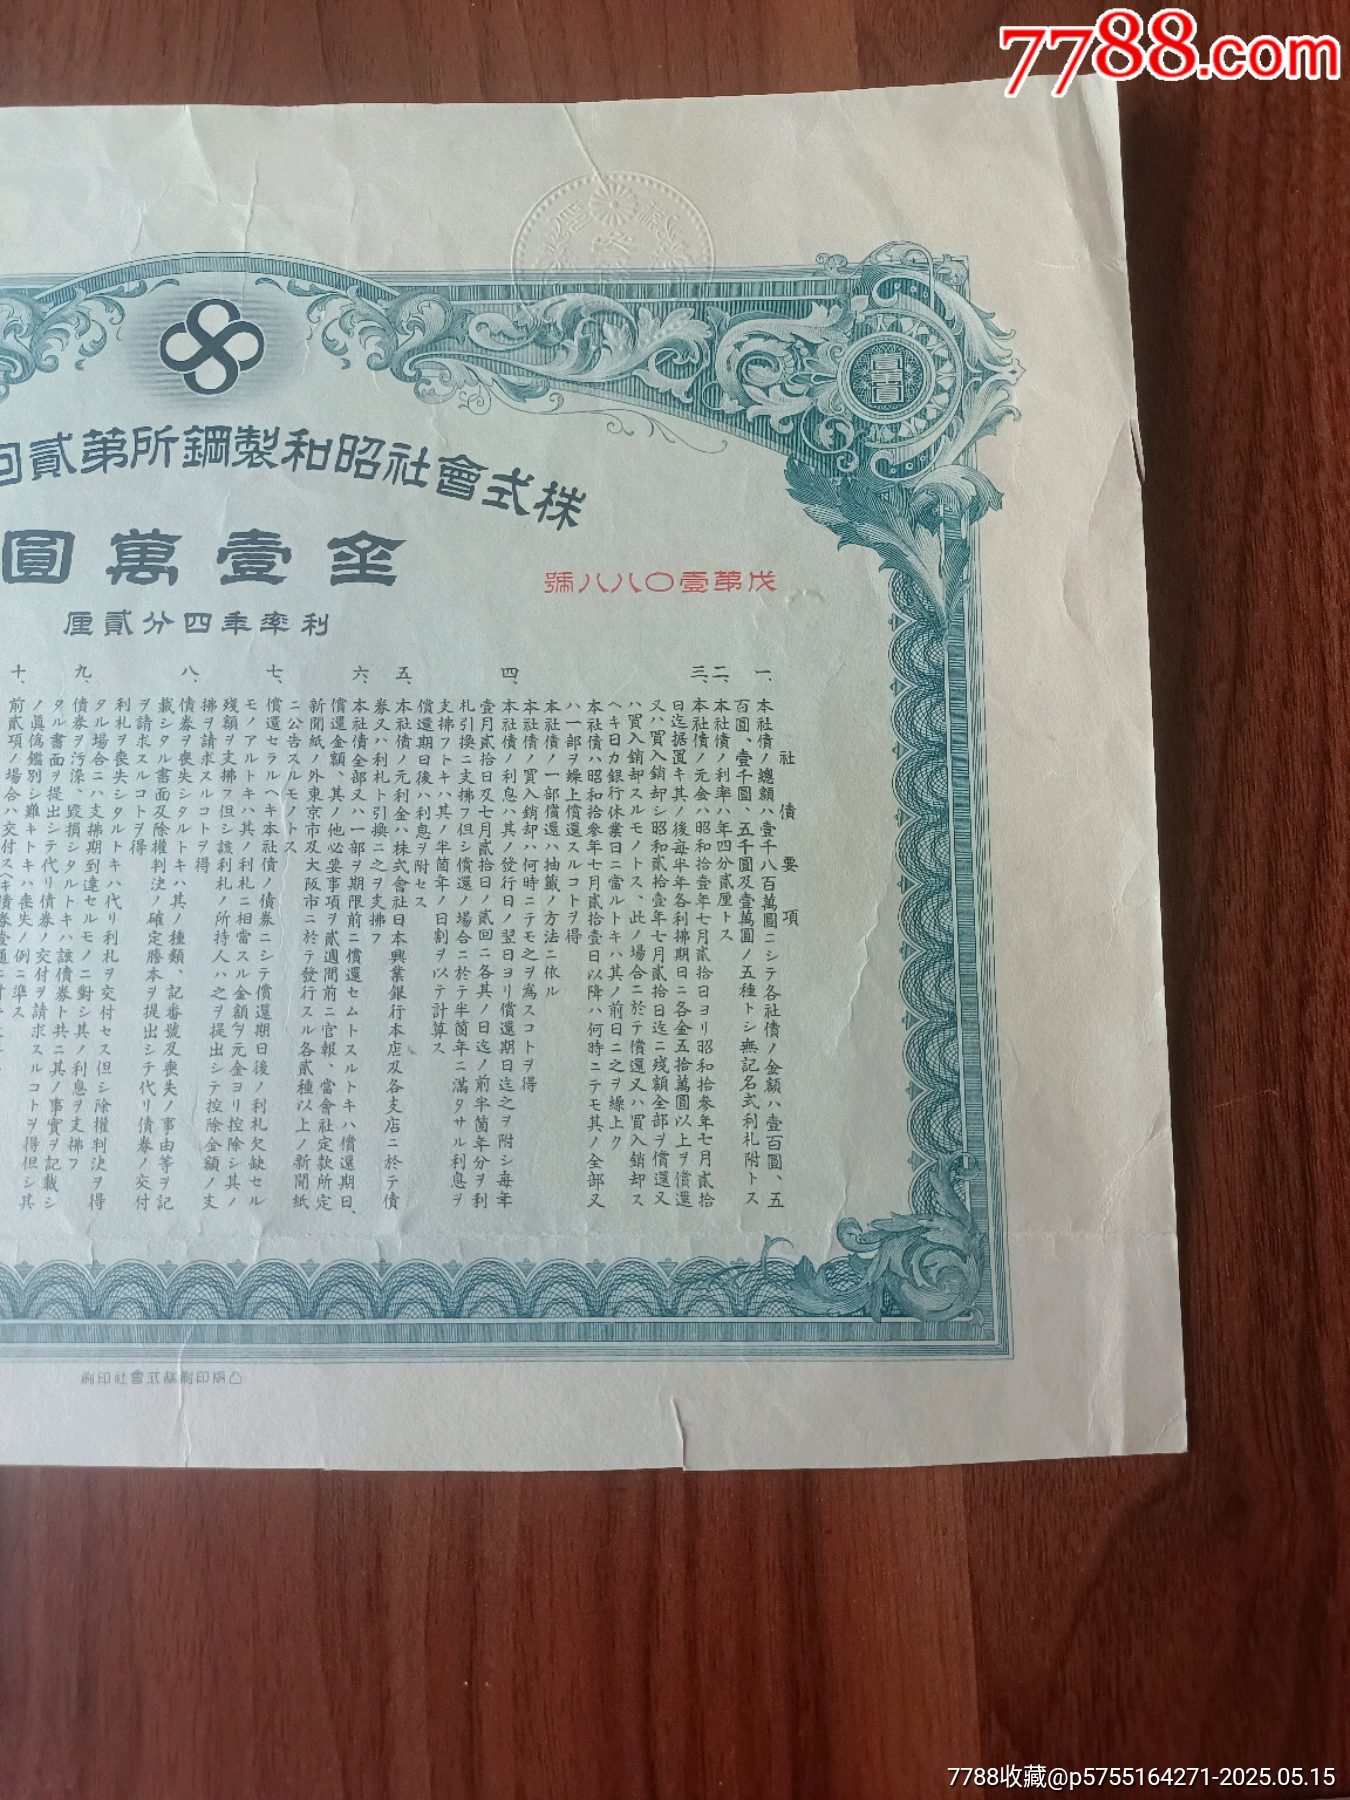 7788.com
株式會社昭和製鋼所第貳回
金壹萬圓
戊第壹〇八八號
利率年四分貳厘
社債要項
一、本社債ノ總額ハ壹千八百萬圓ニシテ各社債ノ金額ハ壹百圓、五
百圓、壹千圓、五千圓及壹萬圓ノ五種トシ無記名式利札附トス
二、本社債ノ利率ハ年四分貳厘トス
三、本社債ノ元金ハ昭和拾壹年七月貳拾日ヨリ昭和拾參年七月貳拾
日迄据置キ其ノ後每半年各利拂期日ニ各金五拾萬圓以上ヲ償還
又ハ買入銷却シ昭和貳拾壹年七月貳拾日迄ニ殘額全部ヲ償還又
ハ買入銷却スルモノトス、此ノ場合ニ於テ償還又ハ買入銷却ス
ヘキ日カ銀行休業日ニ當ルトキハ其ノ前日ニ之ヲ繰上ク
本社債ハ昭和拾參年七月貳拾壹日以降ハ何時ニテモ其ノ全部又
ハ一部ヲ繰上償還スルコトヲ得
本社債ノ一部償還ハ抽籤ノ方法ニ依ル
本社債ノ買入銷却ハ何時ニテモ之ヲ爲スコトヲ得
四、本社債ノ利息ハ其ノ發行日ノ翌日ヨリ償還期日迄之ヲ附シ每年
壹月貳拾日及七月貳拾日ノ貳回ニ各其ノ日迄ノ前半箇年分ヲ利
札引換ニ支拂フ但シ償還ノ場合ニ於テ半箇年ニ滿タサル利息ヲ
支拂フトキハ其ノ半箇年ノ日割ヲ以テ計算ス
償還期日後ハ利息ヲ附セス
五、本社債ノ元利金ハ株式會社日本興業銀行本店及各支店ニ於テ債
券又ハ利札ト引換ニ之ヲ支拂フ
六、本社債全部又ハ一部ヲ期限前ニ償還セムトスルトキハ償還期日、
償還金額、其ノ他必要事項ヲ貳週間前ニ官報、當會社定款所定
新聞紙ノ外東京市及大阪市ニ於テ發行スル各貳種以上ノ新聞紙
ニ公告スルモノトス
七、償還セラルヘキ本社債ノ債券ニシテ償還期日後ノ利札欠缺セル
モノアルトキハ其ノ利札ニ相當スル金額ヲ元金ヨリ控除シ其ノ
殘額ヲ支拂フ但シ該利札ノ所持人ハ之ヲ提出シテ控除金額ノ支
拂ヲ請求スルコトヲ得
八、債券ヲ喪失シタルトキハ其ノ種類、記番號及喪失ノ事由等ヲ記
載シタル書面及除權判決ノ確定謄本ヲ提出シテ代リ債券ノ交付
ヲ請求スルコトヲ得
利札ヲ喪失シタルトキハ代リ利札ヲ交付セス但シ除權判決ヲ得
タル場合ニハ支拂期到達セルモノニ對シ其ノ利息ヲ支拂フ
九、債券ヲ汚染、毀損シタルトキハ該債券ト共ニ其ノ事實ヲ記載シ
タル書面ヲ提出シテ代リ債券ノ交付ヲ請求スルコトヲ得但シ其
ノ眞僞鑑別シ難キトキハ喪失ノ例ニ準ス
十、前貳項ノ場合ハ交付スヘキ債券壹通ニ付
凸版印刷株式會社印刷
7788收藏@p5755164271-2025.05.15